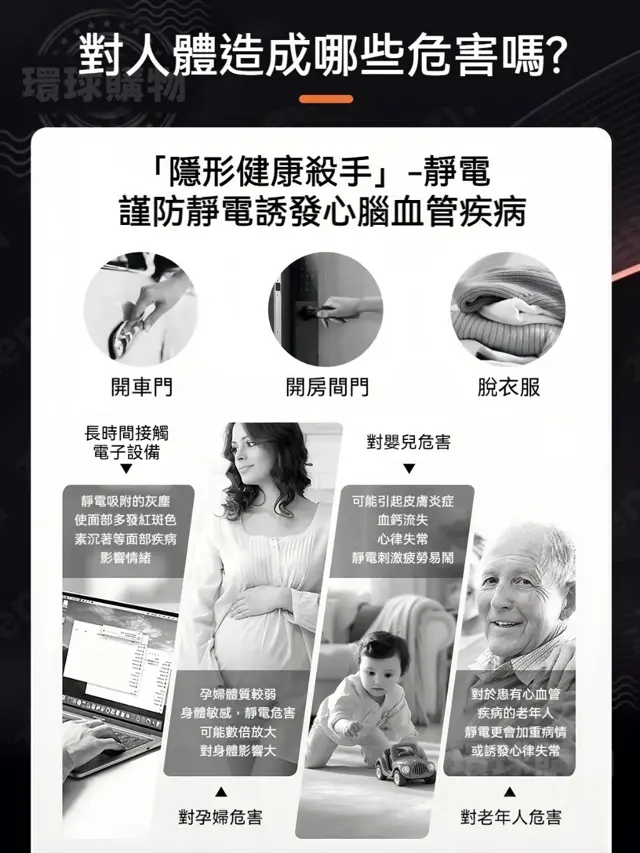 對人體造成哪些危害嗎?
環球購物
「隱形健康殺手」-靜電
謹防靜電誘發心腦血管疾病
開車門
開房間門
脫衣服
長時間接觸
電子設備
靜電吸附的灰塵
使面部多發紅斑色
素沉著等面部疾病
影響情緒
孕婦體質較弱
身體敏感，靜電危害
可能數倍放大
對身體影響大
對孕婦危害
對嬰兒危害
可能引起皮膚炎症
血鈣流失
心律失常
靜電刺激疲勞易鬧
對於患有心血管
疾病的老年人
靜電更會加重病情
或誘發心律失常
對老年人危害